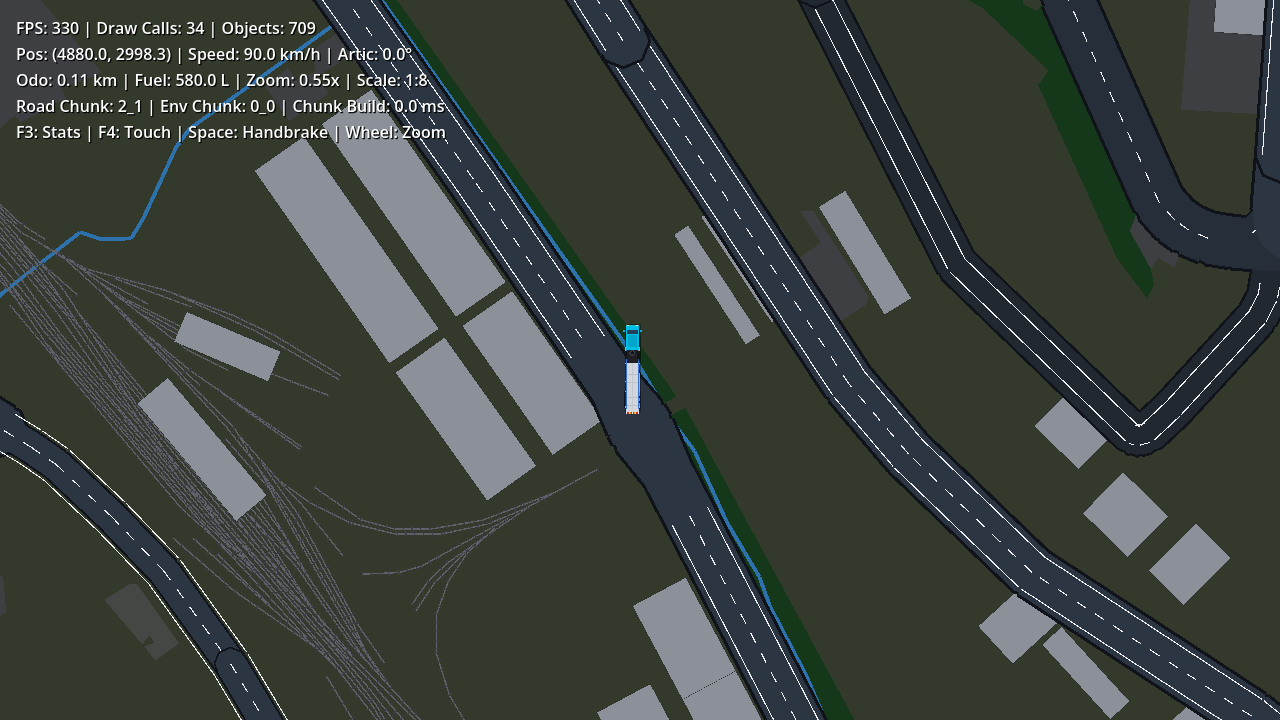 FPS: 330 | Draw Calls: 34 | Objects: 709
Pos: (4880.0, 2998.3) | Speed: 90.0 km/h | Artic: 0.0°
Odo: 0.11 km | Fuel: 580.0 L | Zoom: 0.55x | Scale: 1:8
Road Chunk: 2_1 | Env Chunk: 0_0 | Chunk Build: 0.0 ms
F3: Stats | F4: Touch | Space: Handbrake | Wheel: Zoom